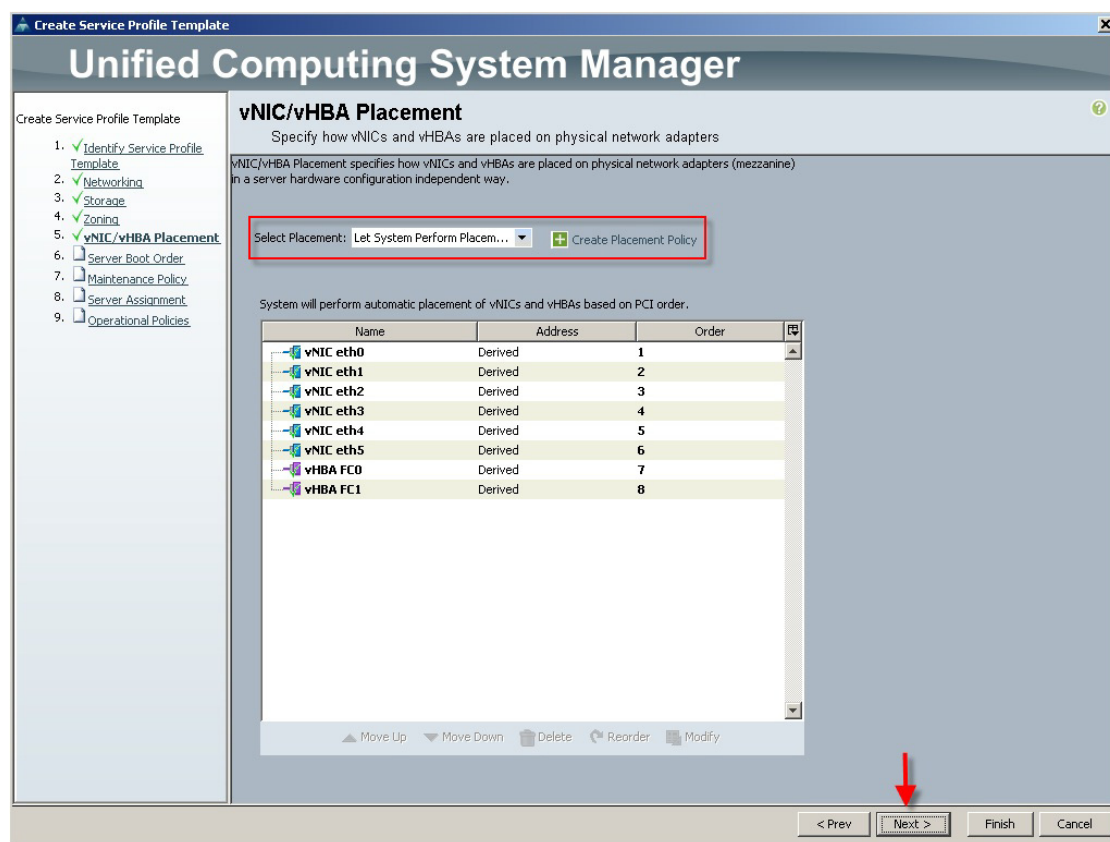 Create Service Profile Template
Unified Computing System Manager
Create Service Profile Template
1. Identify Service Profile
Template
2. Networking
3. Storage
4. Zoning
5. vNIC/vHBA Placement
6. Server Boot Order
7. Maintenance Policy
8. Server Assignment
9. Operational Policies
vNIC/vHBA Placement
Specify how vNICs and vHBAs are placed on physical network adapters
vNIC/vHBA Placement specifies how vNICs and vHBAs are placed on physical network adapters (mezzanine)
in a server hardware configuration independent way.
Select Placement: Let System Perform Placem... Create Placement Policy
System will perform automatic placement of vNICs and vHBAs based on PCI order.
Name Address Order
vNIC eth0 Derived 1
vNIC eth1 Derived 2
vNIC eth2 Derived 3
vNIC eth3 Derived 4
vNIC eth4 Derived 5
vNIC eth5 Derived 6
vHBA FC0 Derived 7
vHBA FC1 Derived 8
Move Up Move Down Delete Reorder Modify
< Prev Next > Finish Cancel